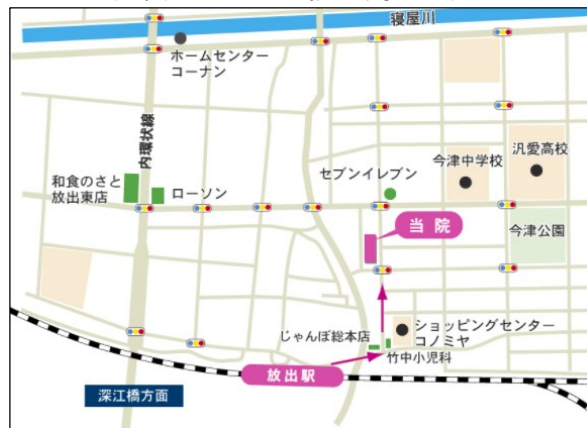 寝屋川
ホームセンター
コーナン
内環状線
和食のさと
放出東店
ローソン
セブンイレブン
今津中学校
汎愛高校
当院
今津公園
じゃんぼ総本店
ショッピングセンター
コノミヤ
竹中小児科
放出駅
深江橋方面